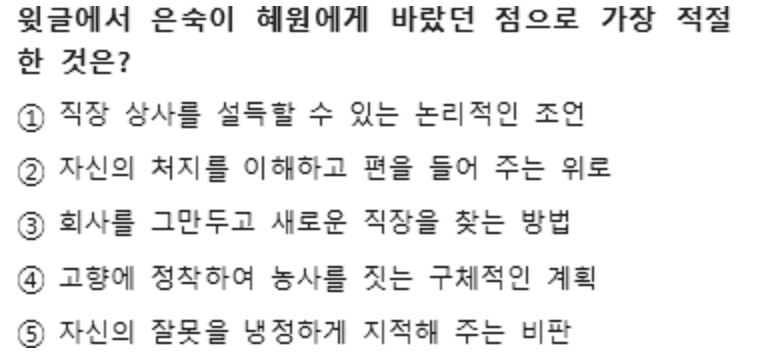 윗글에서 은숙이 혜원에게 바랐던 점으로 가장 적절
한 것은?
① 직장 상사를 설득할 수 있는 논리적인 조언
② 자신의 처지를 이해하고 편을 들어 주는 위로
③ 회사를 그만두고 새로운 직장을 찾는 방법
④ 고향에 정착하여 농사를 짓는 구체적인 계획
⑤ 자신의 잘못을 냉정하게 지적해 주는 비판